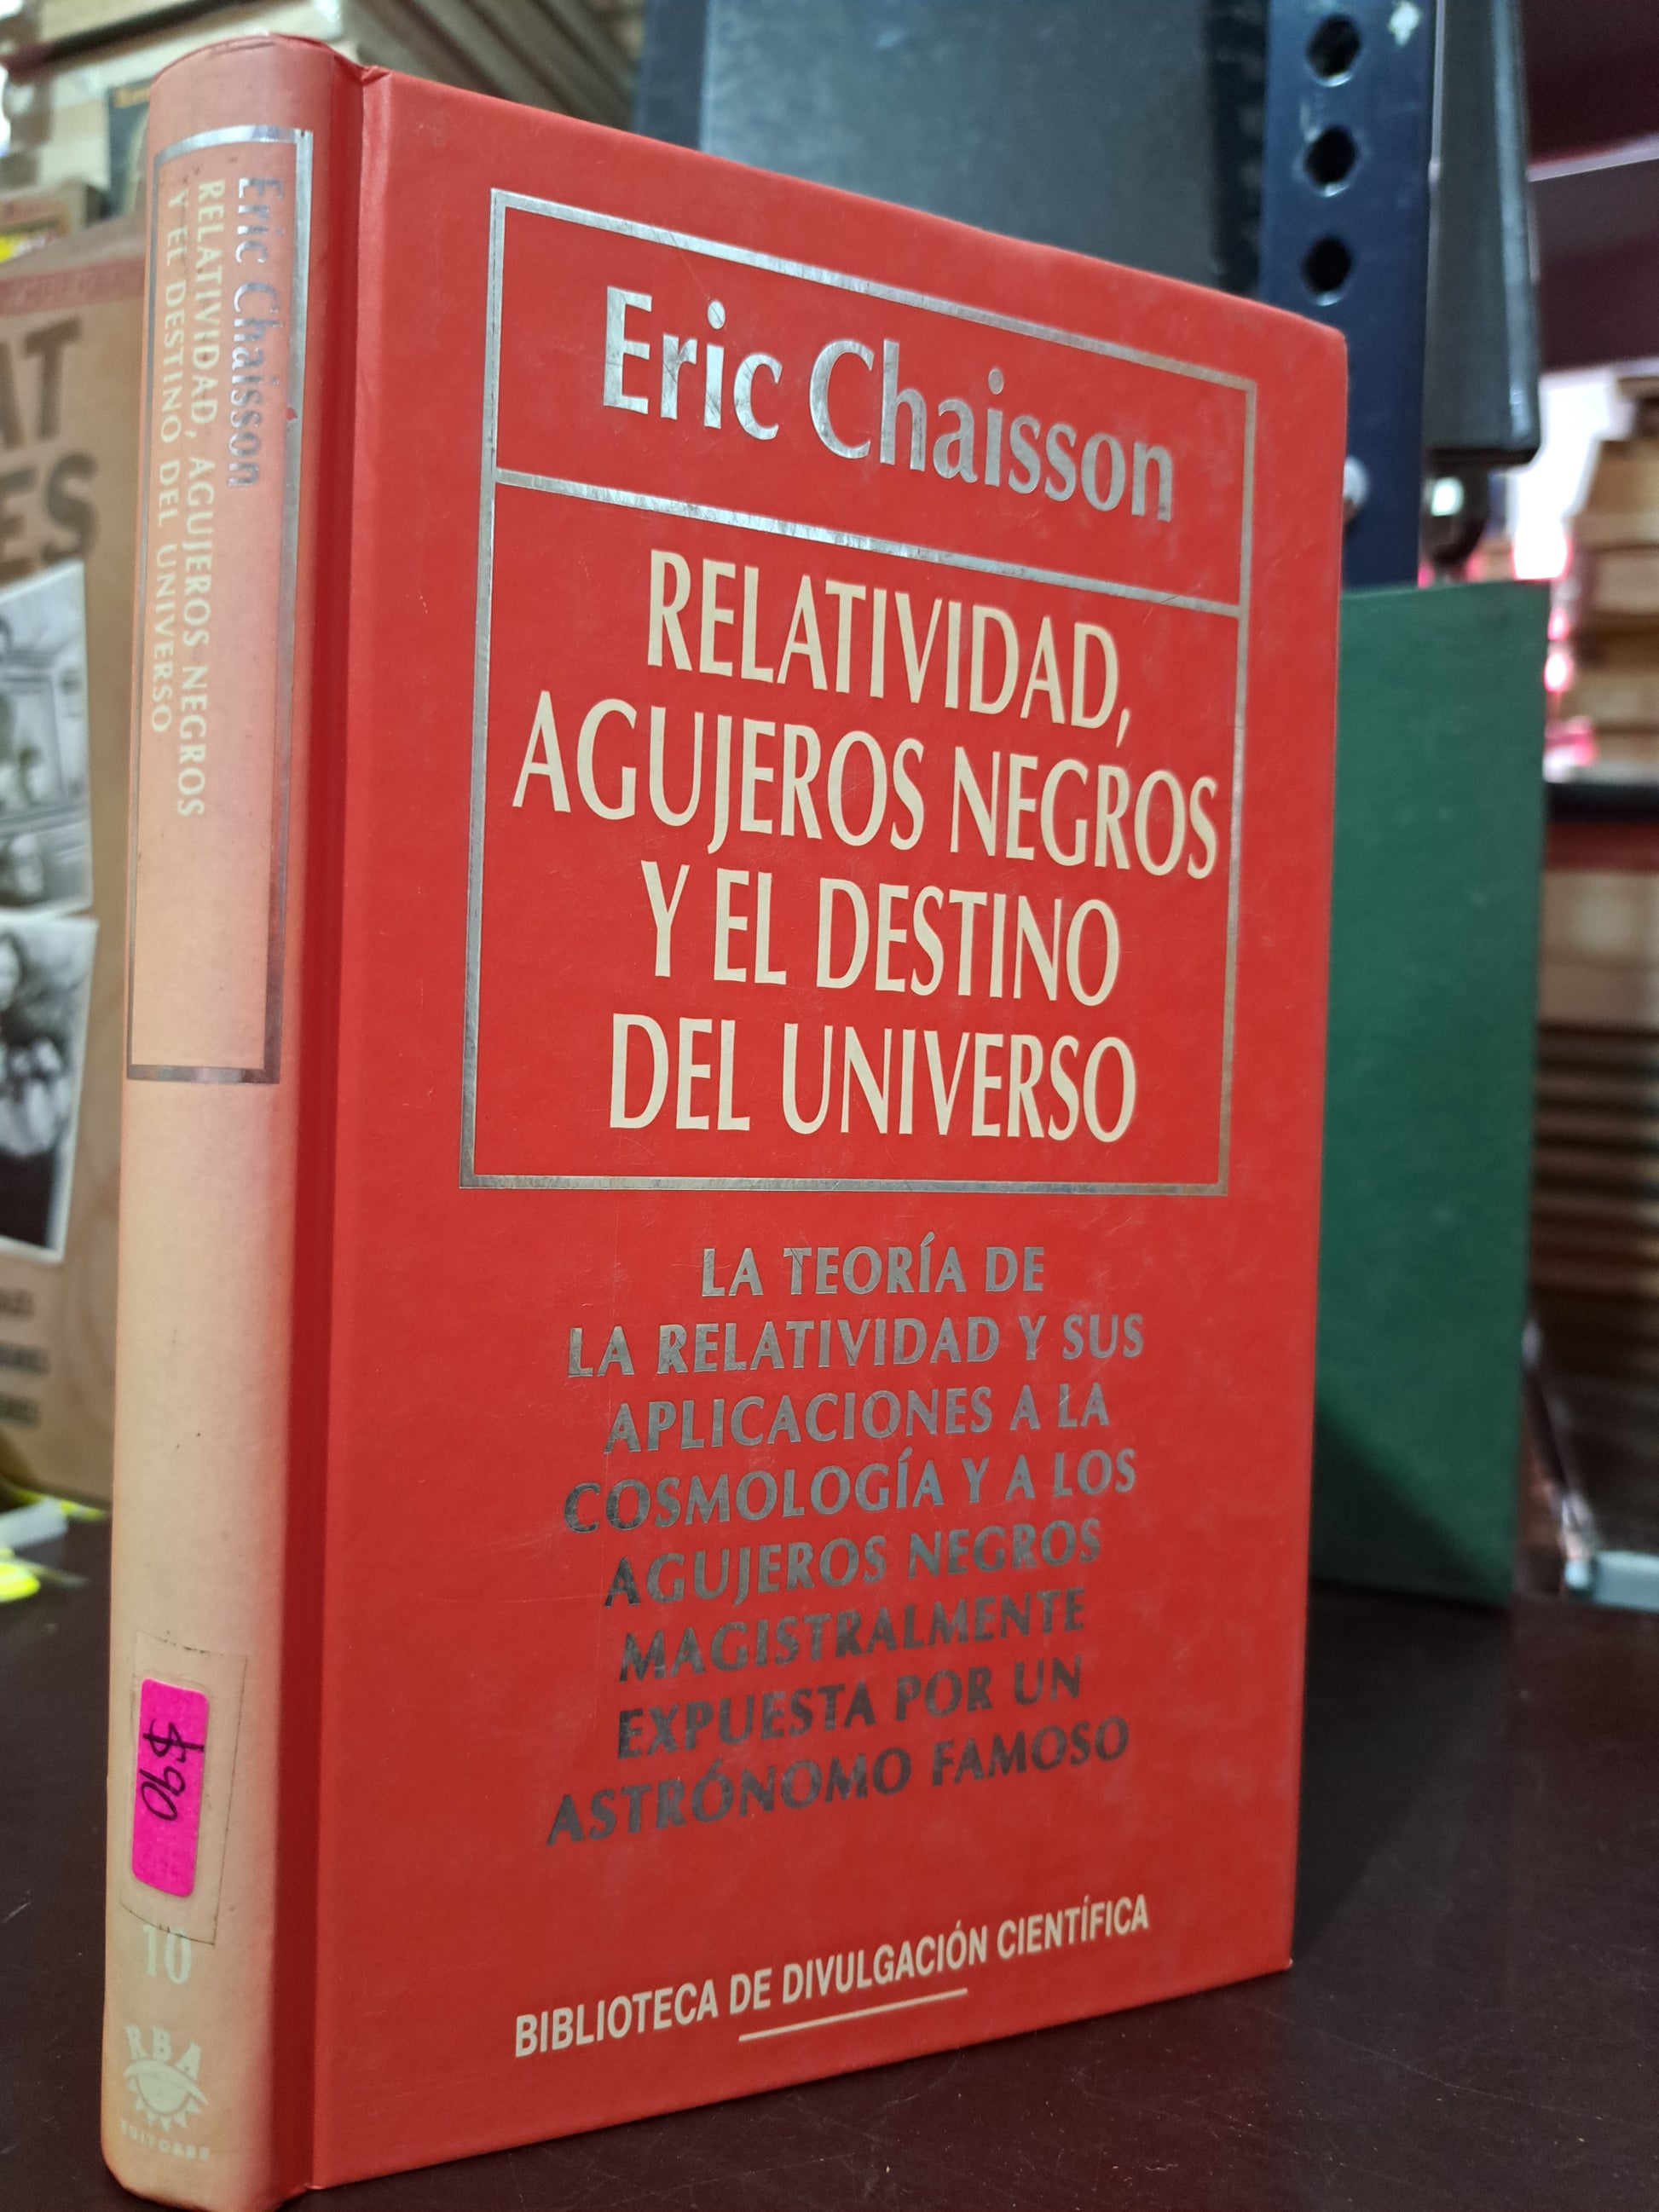 Eric Chaisson
RELATIVIDAD,
AGUJEROS NEGROS
Y EL DESTINO
DEL UNIVERSO
LA TEORÍA DE
LA RELATIVIDAD Y SUS
APLICACIONES A LA
COSMOLOGÍA Y A LOS
AGUJEROS NEGROS
MAGISTRALMENTE
EXPUESTA POR UN
ASTRÓNOMO FAMOSO
BIBLIOTECA DE DIVULGACIÓN CIENTÍFICA
Eric Chaisson
RELATIVIDAD, AGUJEROS NEGROS
Y EL DESTINO DEL UNIVERSO
$90
10
RBA
EDITORES